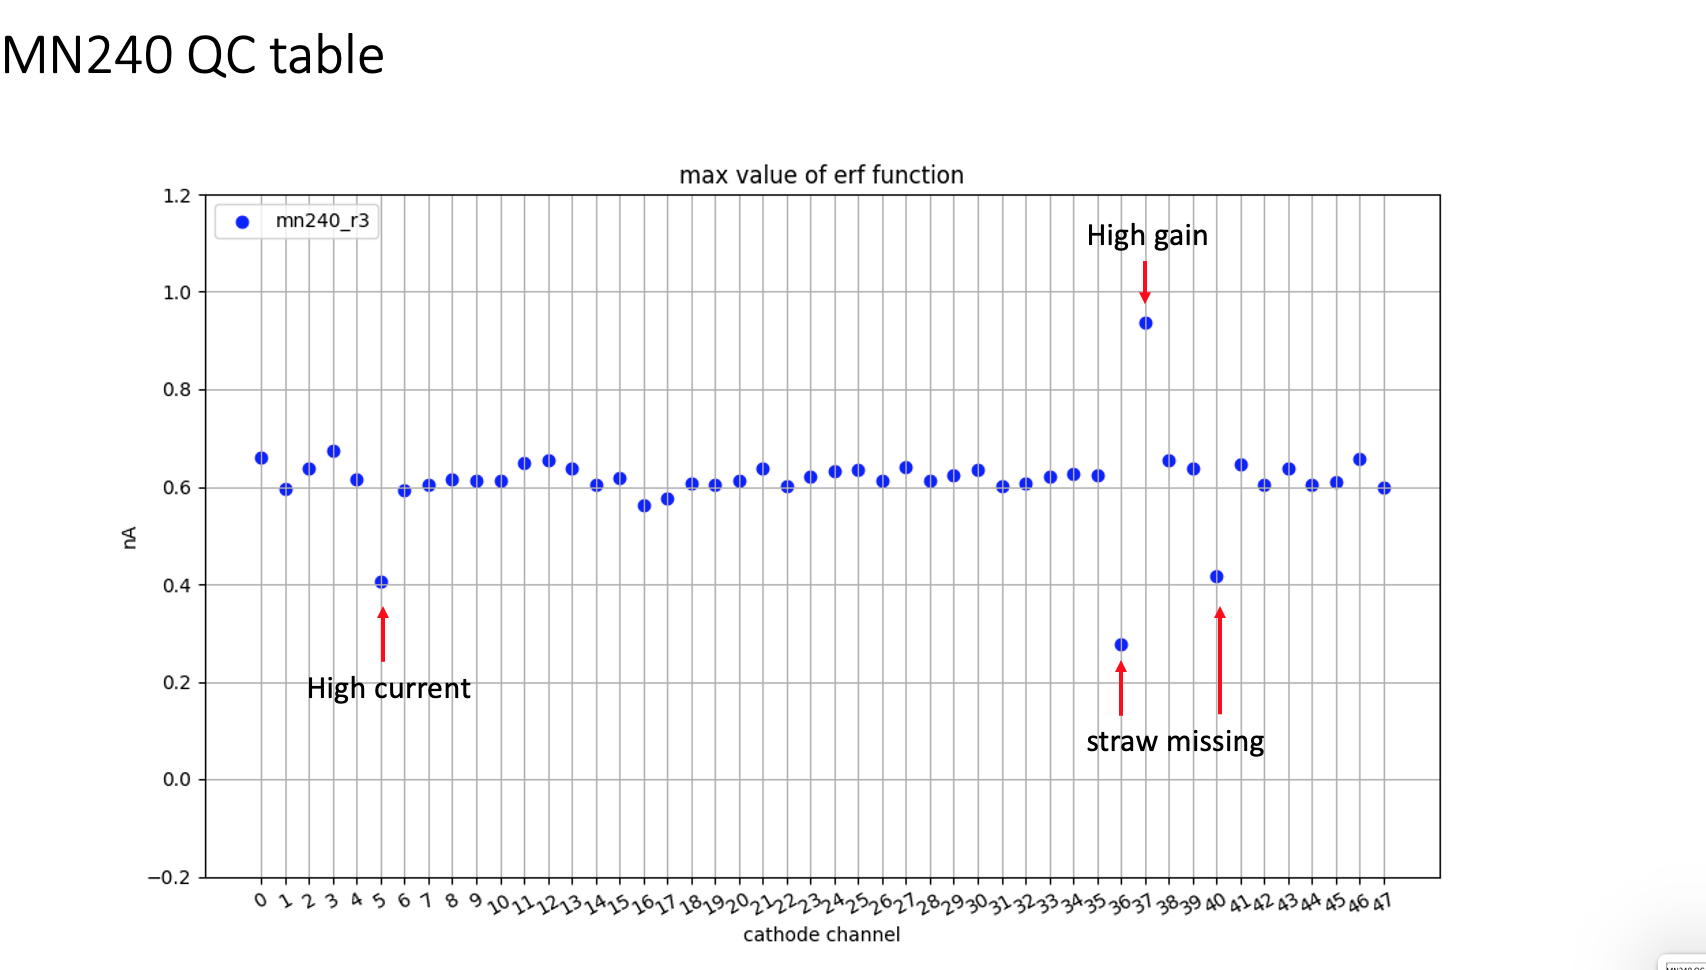 MN240 QC table
max value of erf function
1.2
mn240_r3
High gain
1.0
0.8
0.6
nA
0.4
High current
0.2
straw missing
0.0
−0.2
0 1 2 3 4 5 6 7 8 9 10 11 12 13 14 15 16 17 18 19 20 21 22 23 24 25 26 27 28 29 30 31 32 33 34 35 36 37 38 39 40 41 42 43 44 45 46 47
cathode channel